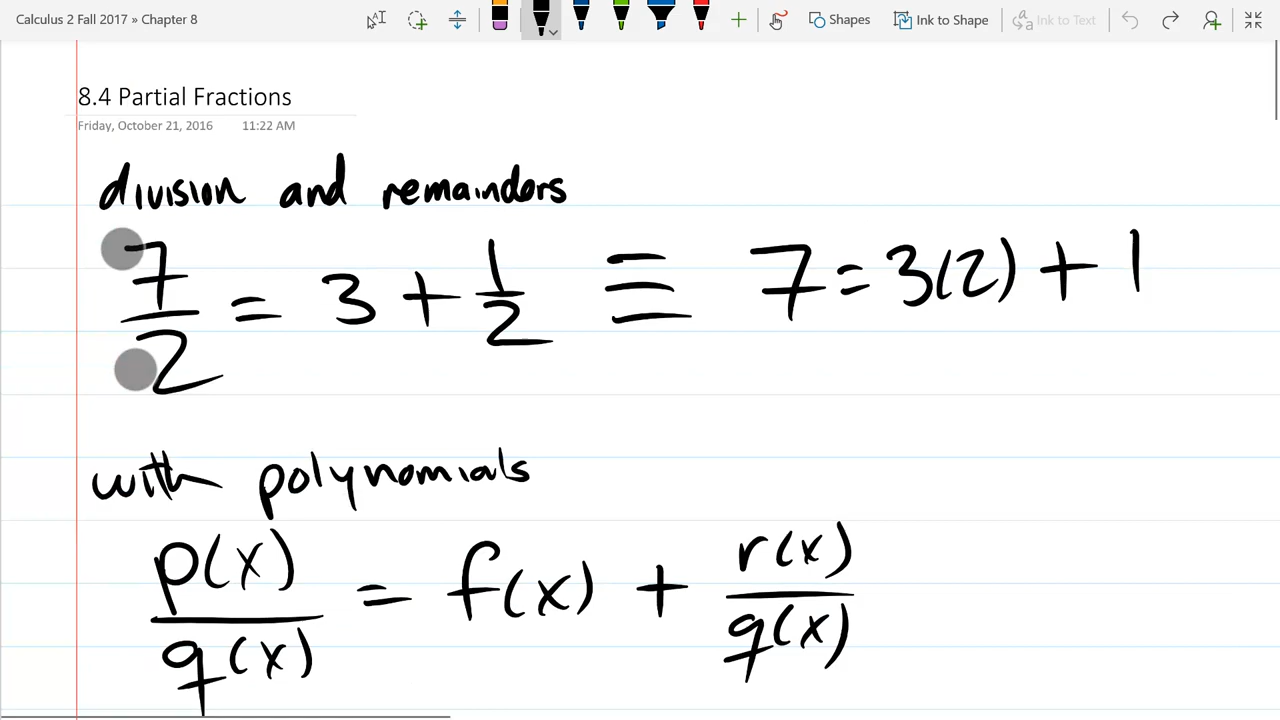 Calculus 2 Fall 2017 » Chapter 8 Shapes Ink to Shape Ink to Text
8.4 Partial Fractions
Friday, October 21, 2016 11:22 AM
division and remainders
7/2 = 3 + 1/2 ≡ 7 = 3(2) + 1
with polynomials
p(x)/q(x) = f(x) + r(x)/q(x)